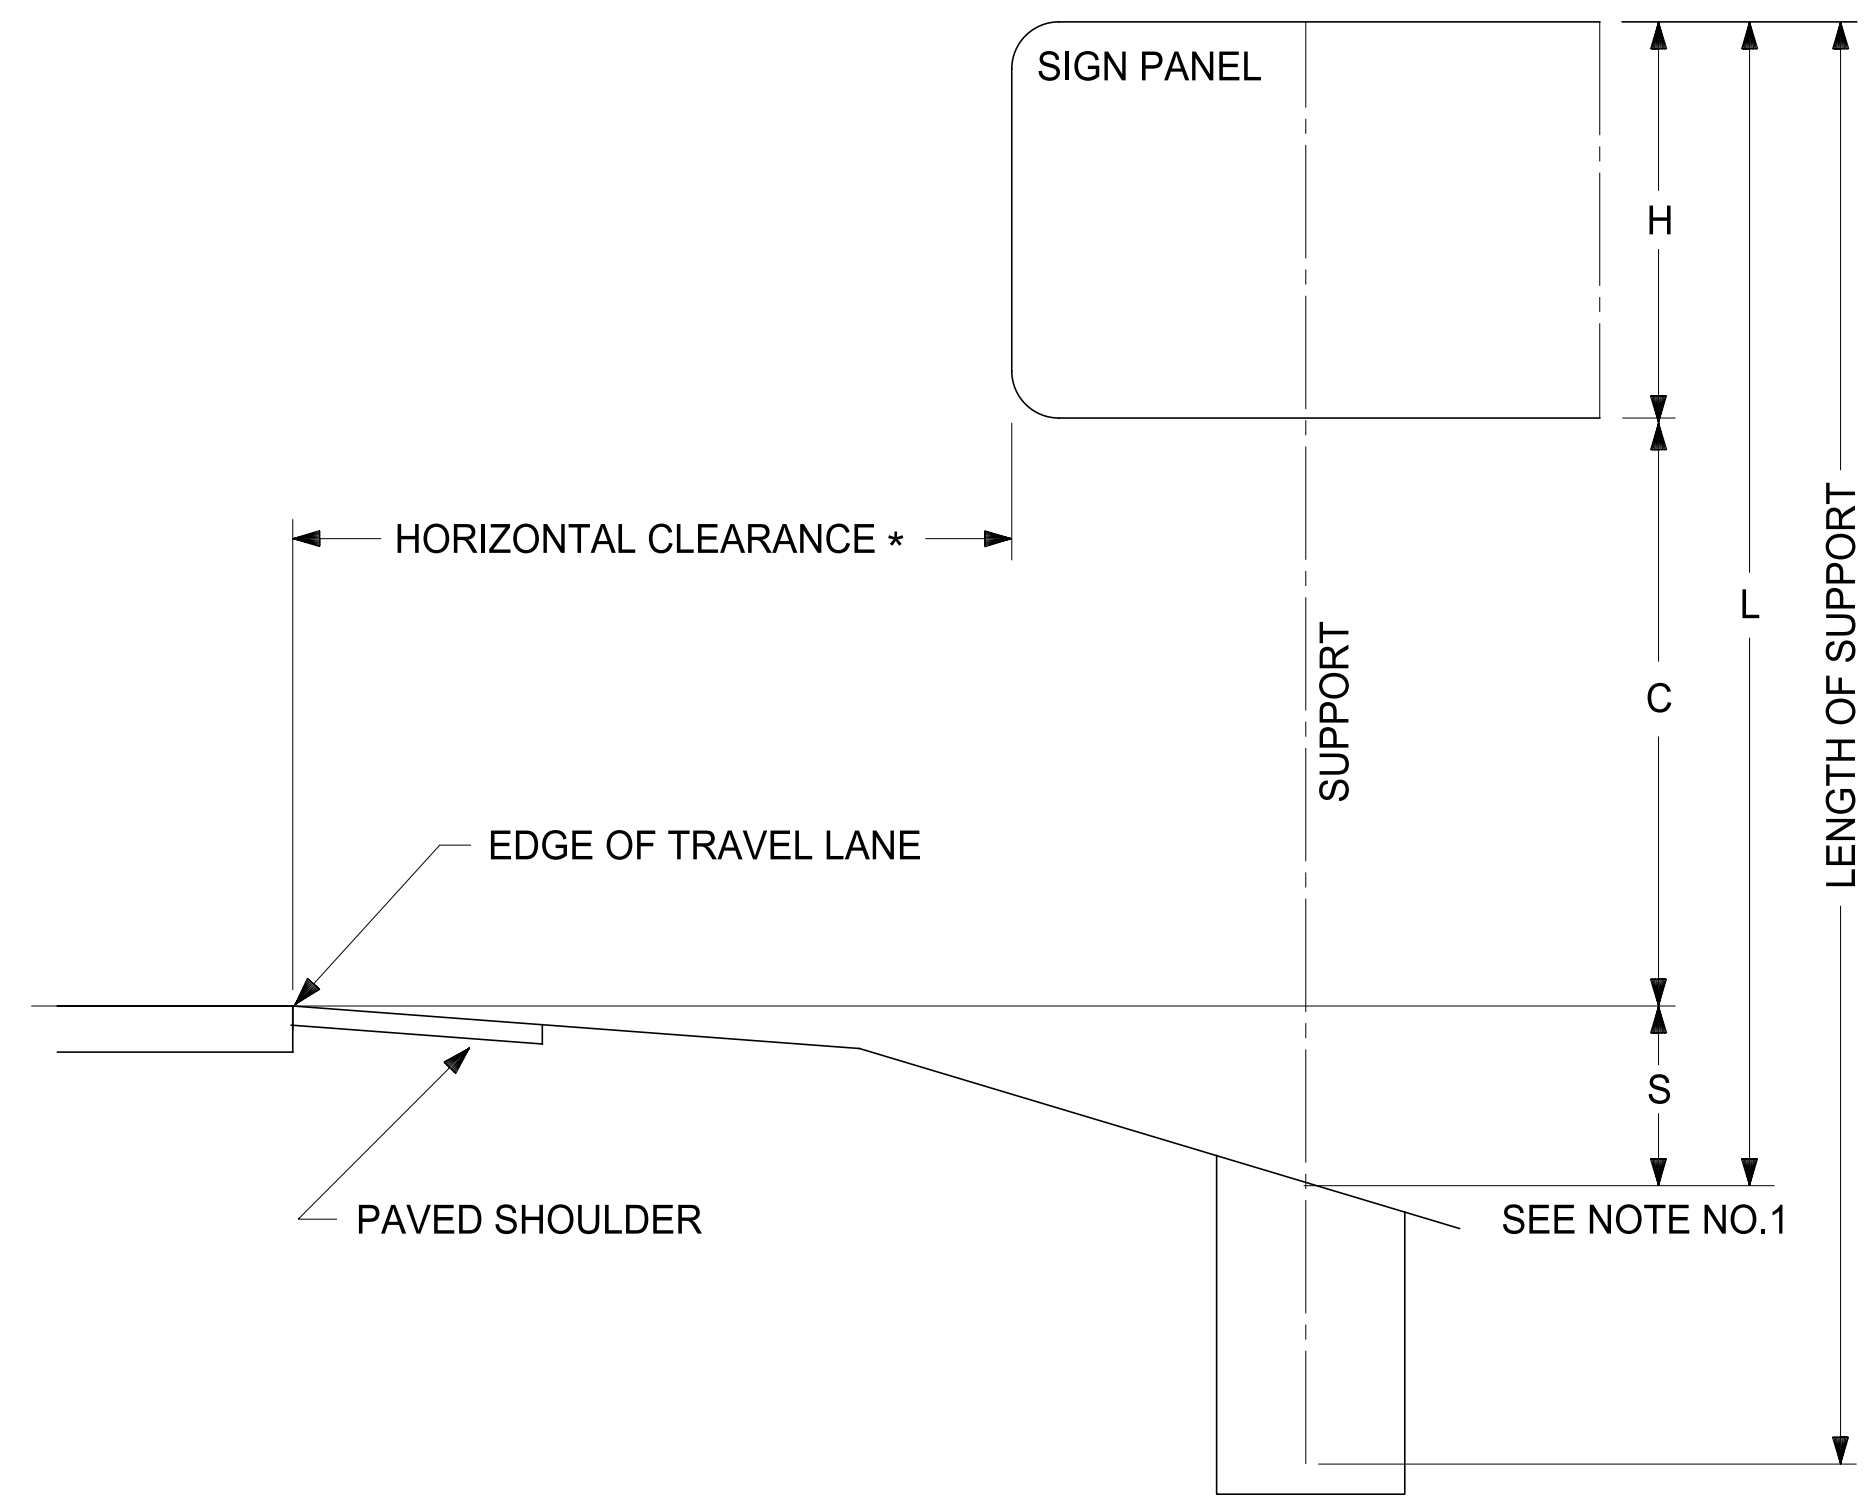 SIGN PANEL
H
HORIZONTAL CLEARANCE *
L
LENGTH OF SUPPORT
SUPPORT
C
EDGE OF TRAVEL LANE
S
PAVED SHOULDER
SEE NOTE NO.1